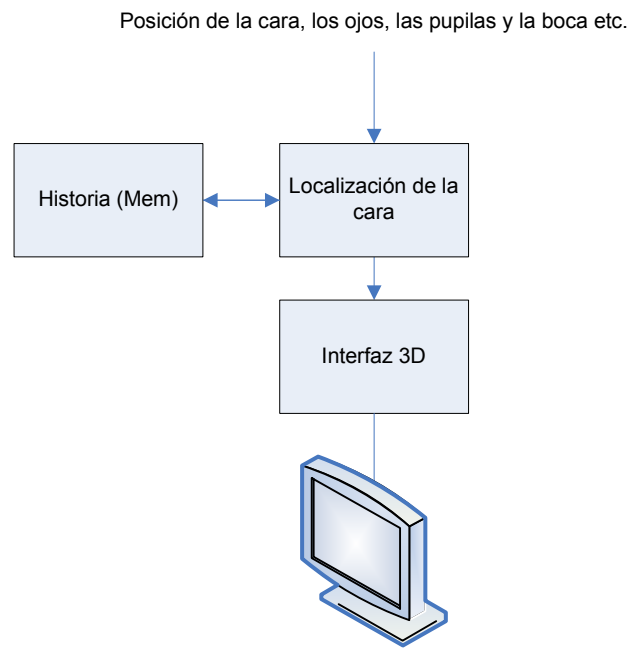 Posición de la cara, los ojos, las pupilas y la boca etc.
Historia (Mem)
Localización de la
cara
Interfaz 3D